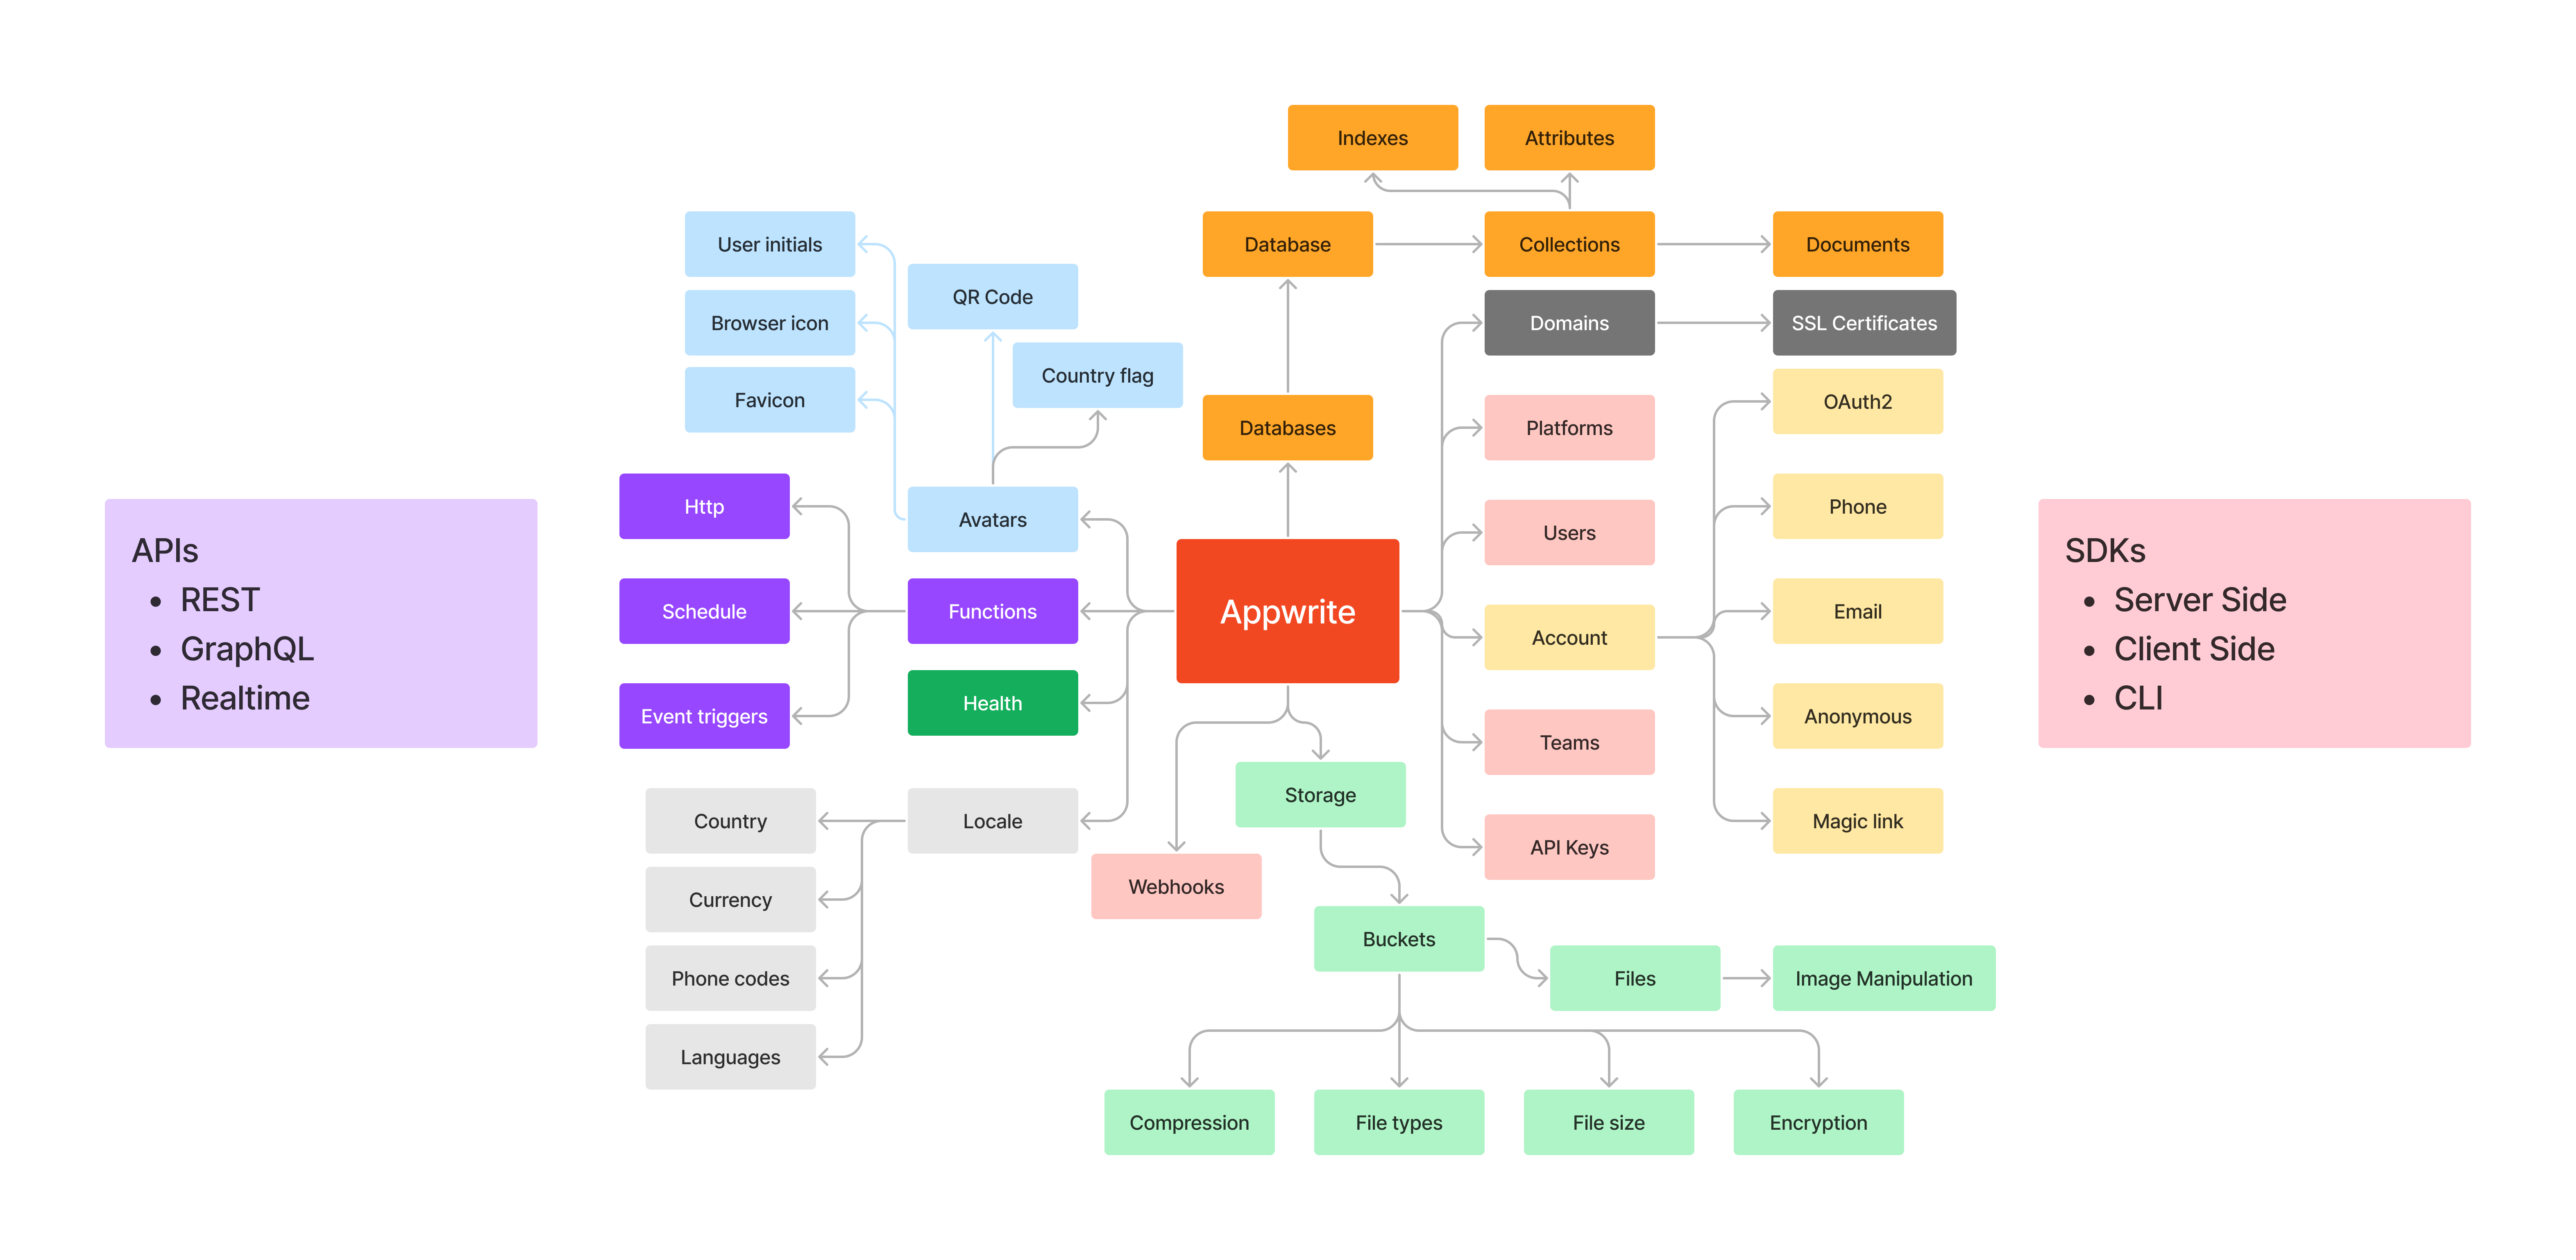 Indexes
Attributes
User initials
Database
Collections
Documents
QR Code
Browser icon
Domains
SSL Certificates
Country flag
Favicon
OAuth2
Databases
Platforms
Http
Avatars
Users
Phone
APIs
• REST
• GraphQL
• Realtime
Schedule
Functions
Appwrite
Account
Email
SDKs
• Server Side
• Client Side
• CLI
Event triggers
Health
Teams
Anonymous
Storage
Country
Locale
API Keys
Magic link
Webhooks
Currency
Buckets
Phone codes
Files
Image Manipulation
Languages
Compression
File types
File size
Encryption